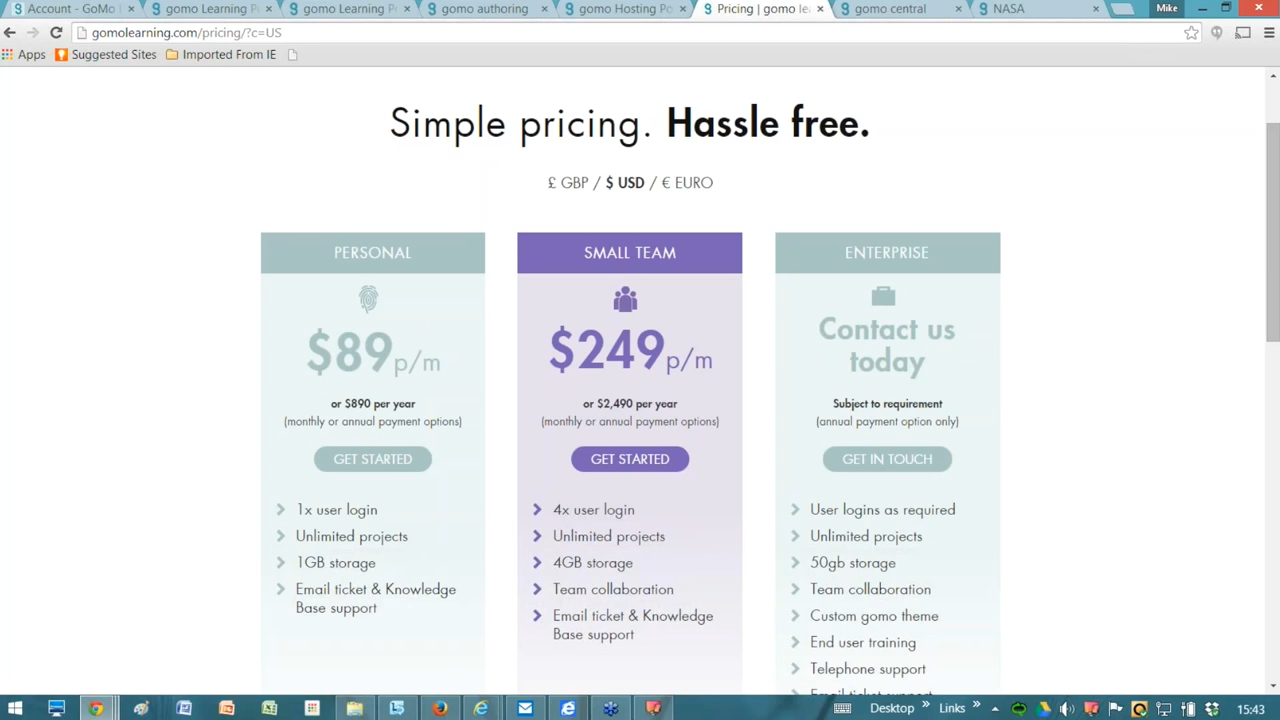 Account - GoMo
gomo Learning
gomo Learning
gomo authoring
gomo Hosting
Pricing | gomo
gomo central
NASA
Mike
gomolearning.com/pricing/?c=US
Apps
Suggested Sites
Imported From IE
Simple pricing. Hassle free.
£ GBP / $ USD / € EURO
PERSONAL
$89p/m
or $890 per year
(monthly or annual payment options)
GET STARTED
1x user login
Unlimited projects
1GB storage
Email ticket & Knowledge
Base support
SMALL TEAM
$249p/m
or $2,490 per year
(monthly or annual payment options)
GET STARTED
4x user login
Unlimited projects
4GB storage
Team collaboration
Email ticket & Knowledge
Base support
ENTERPRISE
Contact us
today
Subject to requirement
(annual payment option only)
GET IN TOUCH
User logins as required
Unlimited projects
50gb storage
Team collaboration
Custom gomo theme
End user training
Telephone support
Email ticket support
Desktop
Links
15:43